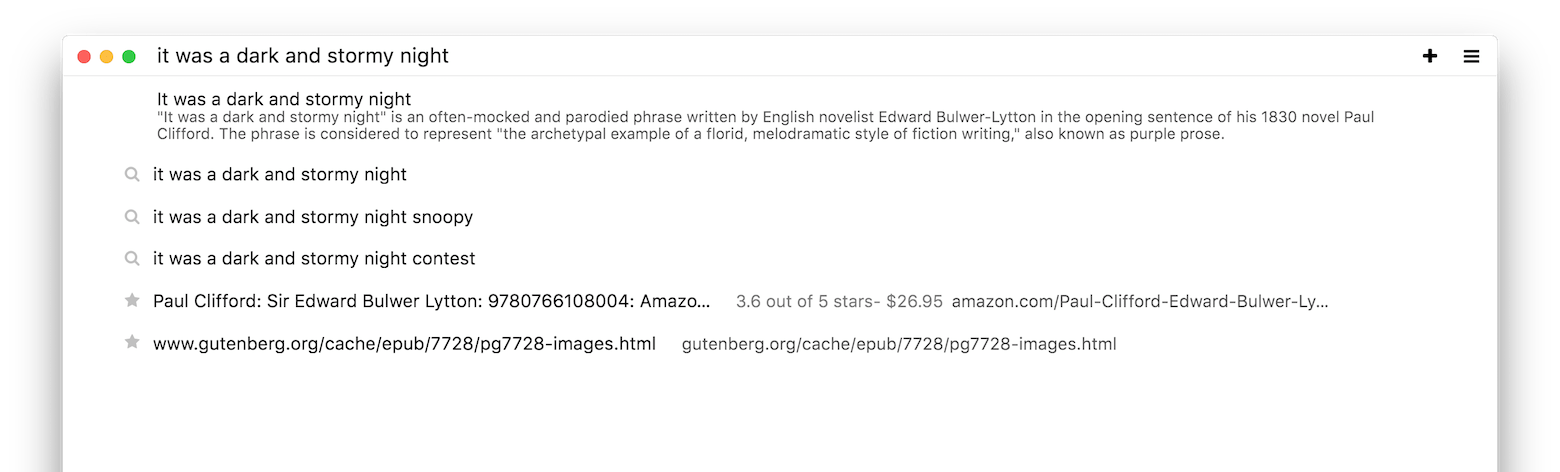 it was a dark and stormy night
It was a dark and stormy night
"It was a dark and stormy night" is an often-mocked and parodied phrase written by English novelist Edward Bulwer-Lytton in the opening sentence of his 1830 novel Paul
Clifford. The phrase is considered to represent "the archetypal example of a florid, melodramatic style of fiction writing," also known as purple prose.
it was a dark and stormy night
it was a dark and stormy night snoopy
it was a dark and stormy night contest
Paul Clifford: Sir Edward Bulwer Lytton: 9780766108004: Amazo... 3.6 out of 5 stars- $26.95 amazon.com/Paul-Clifford-Edward-Bulwer-Ly...
www.gutenberg.org/cache/epub/7728/pg7728-images.html gutenberg.org/cache/epub/7728/pg7728-images.html